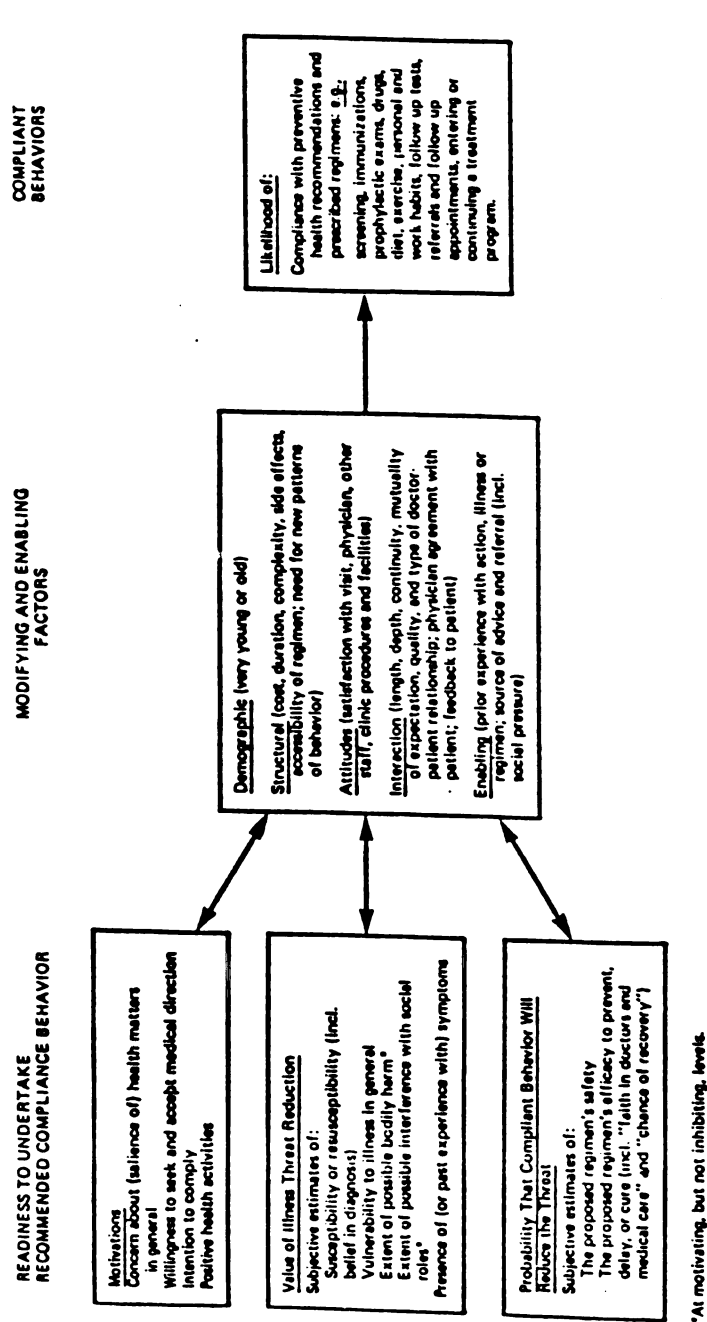 READINESS TO UNDERTAKE
RECOMMENDED COMPLIANCE BEHAVIOR
Motivations
Concern about (salience of) health matters
in general
Willingness to seek and accept medical direction
Intention to comply
Positive health activities
Value of Illness Threat Reduction
Subjective estimates of:
Susceptibility or resusceptibility (incl.
belief in diagnosis)
Vulnerability to illness in general
Extent of possible bodily harm*
Extent of possible interference with social
roles*
Presence of (or past experience with) symptoms
Probability That Compliant Behavior Will
Reduce the Threat
Subjective estimates of:
The proposed regimen's safety
The proposed regimen's efficacy to prevent,
delay, or cure (incl. "faith in doctors and
medical care" and "chance of recovery")
*At motivating, but not inhibiting, levels.
MODIFYING AND ENABLING
FACTORS
Demographic (very young or old)
Structural (cost, duration, complexity, side effects,
accessibility of regimen; need for new patterns
of behavior)
Attitudes (satisfaction with visit, physician, other
staff, clinic procedures and facilities)
Interaction (length, depth, continuity, mutuality
of expectation, quality, and type of doctor-
patient relationship; physician agreement with
patient; feedback to patient)
Enabling (prior experience with action, illness or
regimen; source of advice and referral (incl.
social pressure)
COMPLIANT
BEHAVIORS
Likelihood of:
Compliance with preventive
health recommendations and
prescribed regimens: e.g.,
screening, immunizations,
prophylactic exams, drugs,
diet, exercise, personal and
work habits, follow up tests,
referrals and follow up
appointments, entering or
continuing a treatment
program.